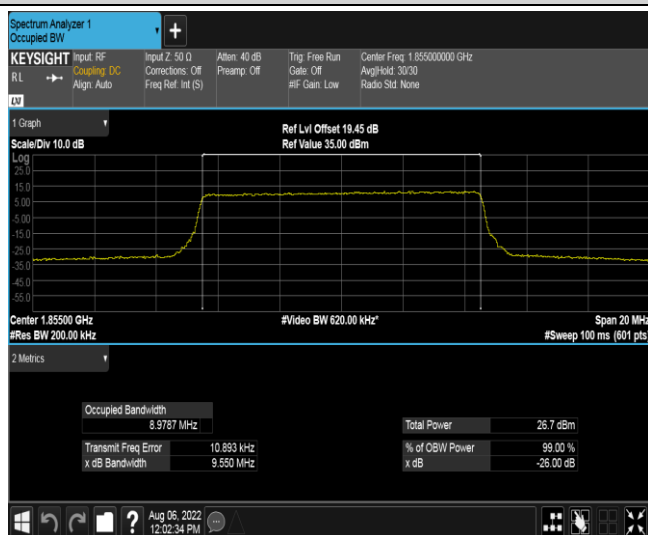 Spectrum Analyzer 1
Occupied BW
+
KEYSIGHT
RL
LXI
Input: RF
Coupling: DC
Align: Auto
Input Z: 50 Ω
Corrections: Off
Freq Ref: Int (S)
Atten: 40 dB
Preamp: Off
Trig: Free Run
Gate: Off
#IF Gain: Low
Center Freq: 1.855000000 GHz
Avg|Hold: 30/30
Radio Std: None
1 Graph
Scale/Div 10.0 dB
Ref Lvl Offset 19.45 dB
Ref Value 35.00 dBm
Log
25.0
15.0
5.00
-5.00
-15.0
-25.0
-35.0
-45.0
-55.0
Center 1.85500 GHz
#Video BW 620.00 kHz*
Span 20 MHz
#Res BW 200.00 kHz
#Sweep 100 ms (601 pts)
2 Metrics
Occupied Bandwidth
8.9787 MHz
Total Power 26.7 dBm
Transmit Freq Error 10.893 kHz
% of OBW Power 99.00 %
x dB Bandwidth 9.550 MHz
x dB -26.00 dB
?
Aug 06, 2022
12:02:34 PM